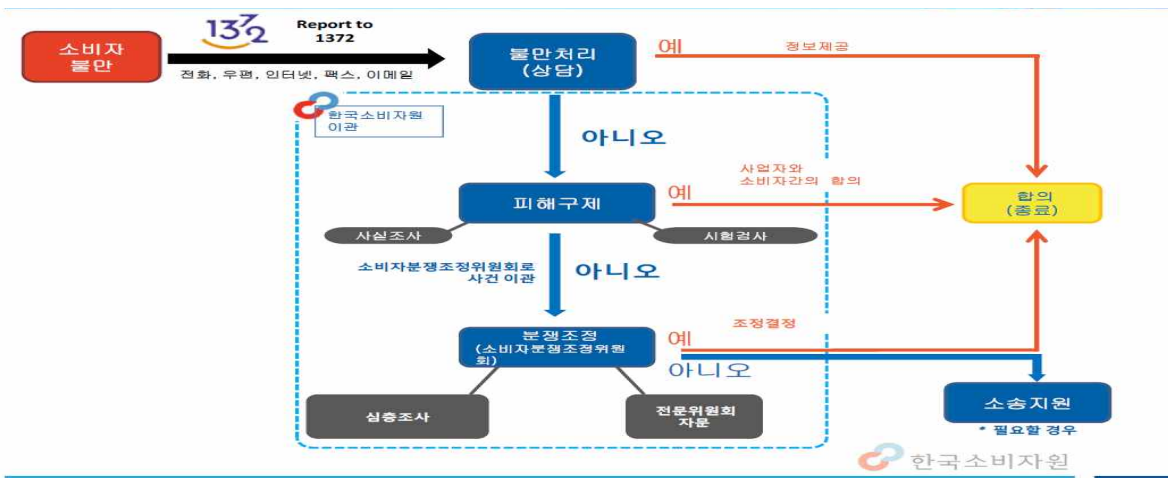 1372
Report to
1372
소비자
불만
전화, 우편, 인터넷, 팩스, 이메일
불만처리
(상담)
예
정보제공
한국소비자원
이관
아니오
사업자와
소비자간의 합의
피해구제
예
합의
(종료)
사실조사
시험검사
소비자분쟁조정위원회로
사건 이관
아니오
분쟁조정
(소비자분쟁조정위원
회)
예
조정결정
아니오
심층조사
전문위원회
자문
소송지원
* 필요할 경우
한국소비자원